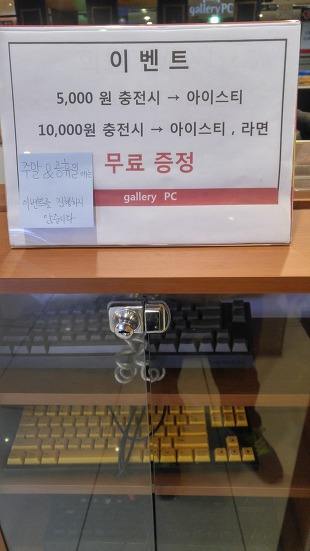 gallery PC
이 벤 트
5,000 원 충전시 → 아이스티
10,000원 충전시 → 아이스티 , 라면
무료 증정
주말 & 공휴일 에는
이벤트를 진행하지
않습니다
gallery PC